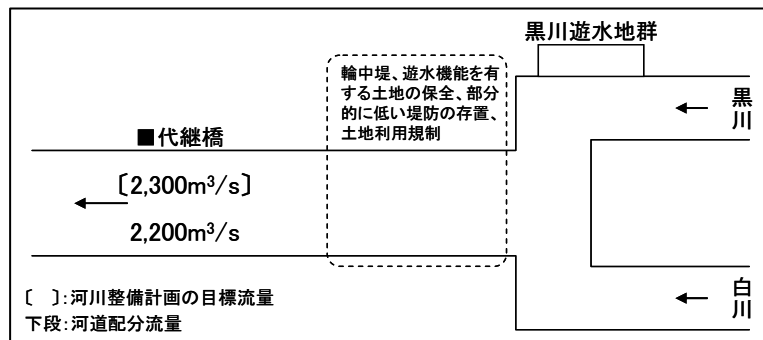 黒川遊水地群
輪中堤、遊水機能を有
する土地の保全、部分
的に低い堤防の存置、
土地利用規制
黒川
■代継橋
〔2,300m³/s〕
2,200m³/s
白川
〔 〕:河川整備計画の目標流量
下段:河道配分流量